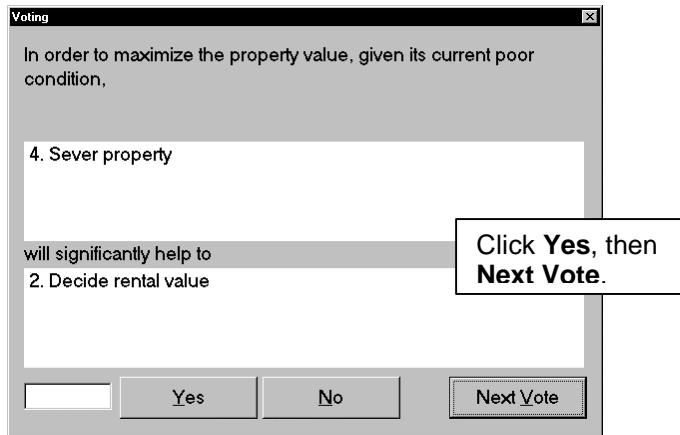 Voting
In order to maximize the property value, given its current poor
condition,
4. Sever property
will significantly help to
2. Decide rental value
Click Yes, then
Next Vote.
Yes
No
Next Vote